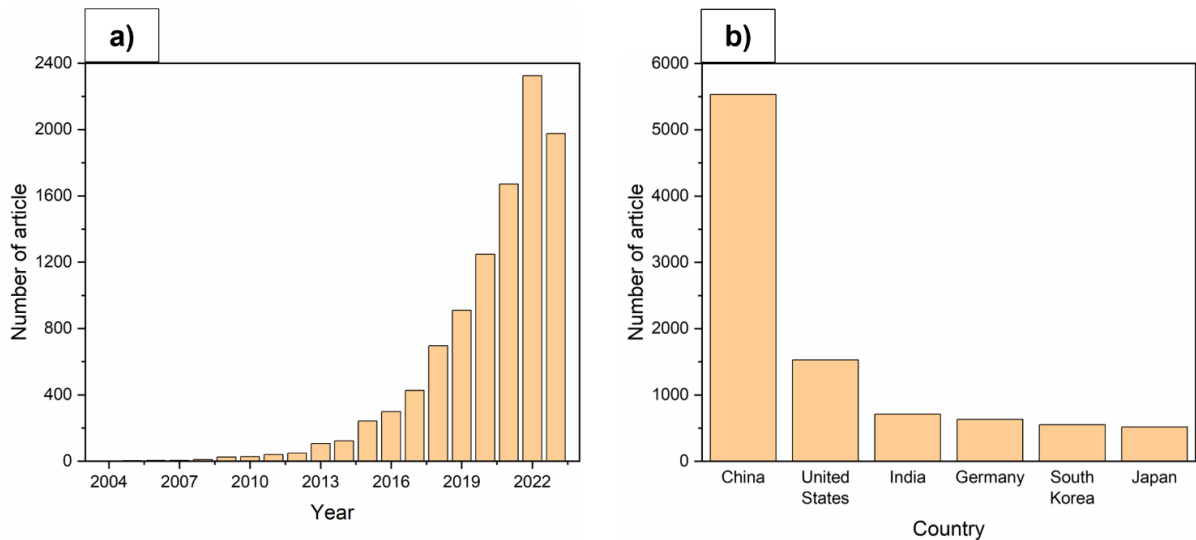 a)
2400
2000
1600
1200
800
400
0
Number of article
2004 2007 2010 2013 2016 2019 2022
Year
b)
6000
5000
4000
3000
2000
1000
0
Number of article
China United States India Germany South Korea Japan
Country